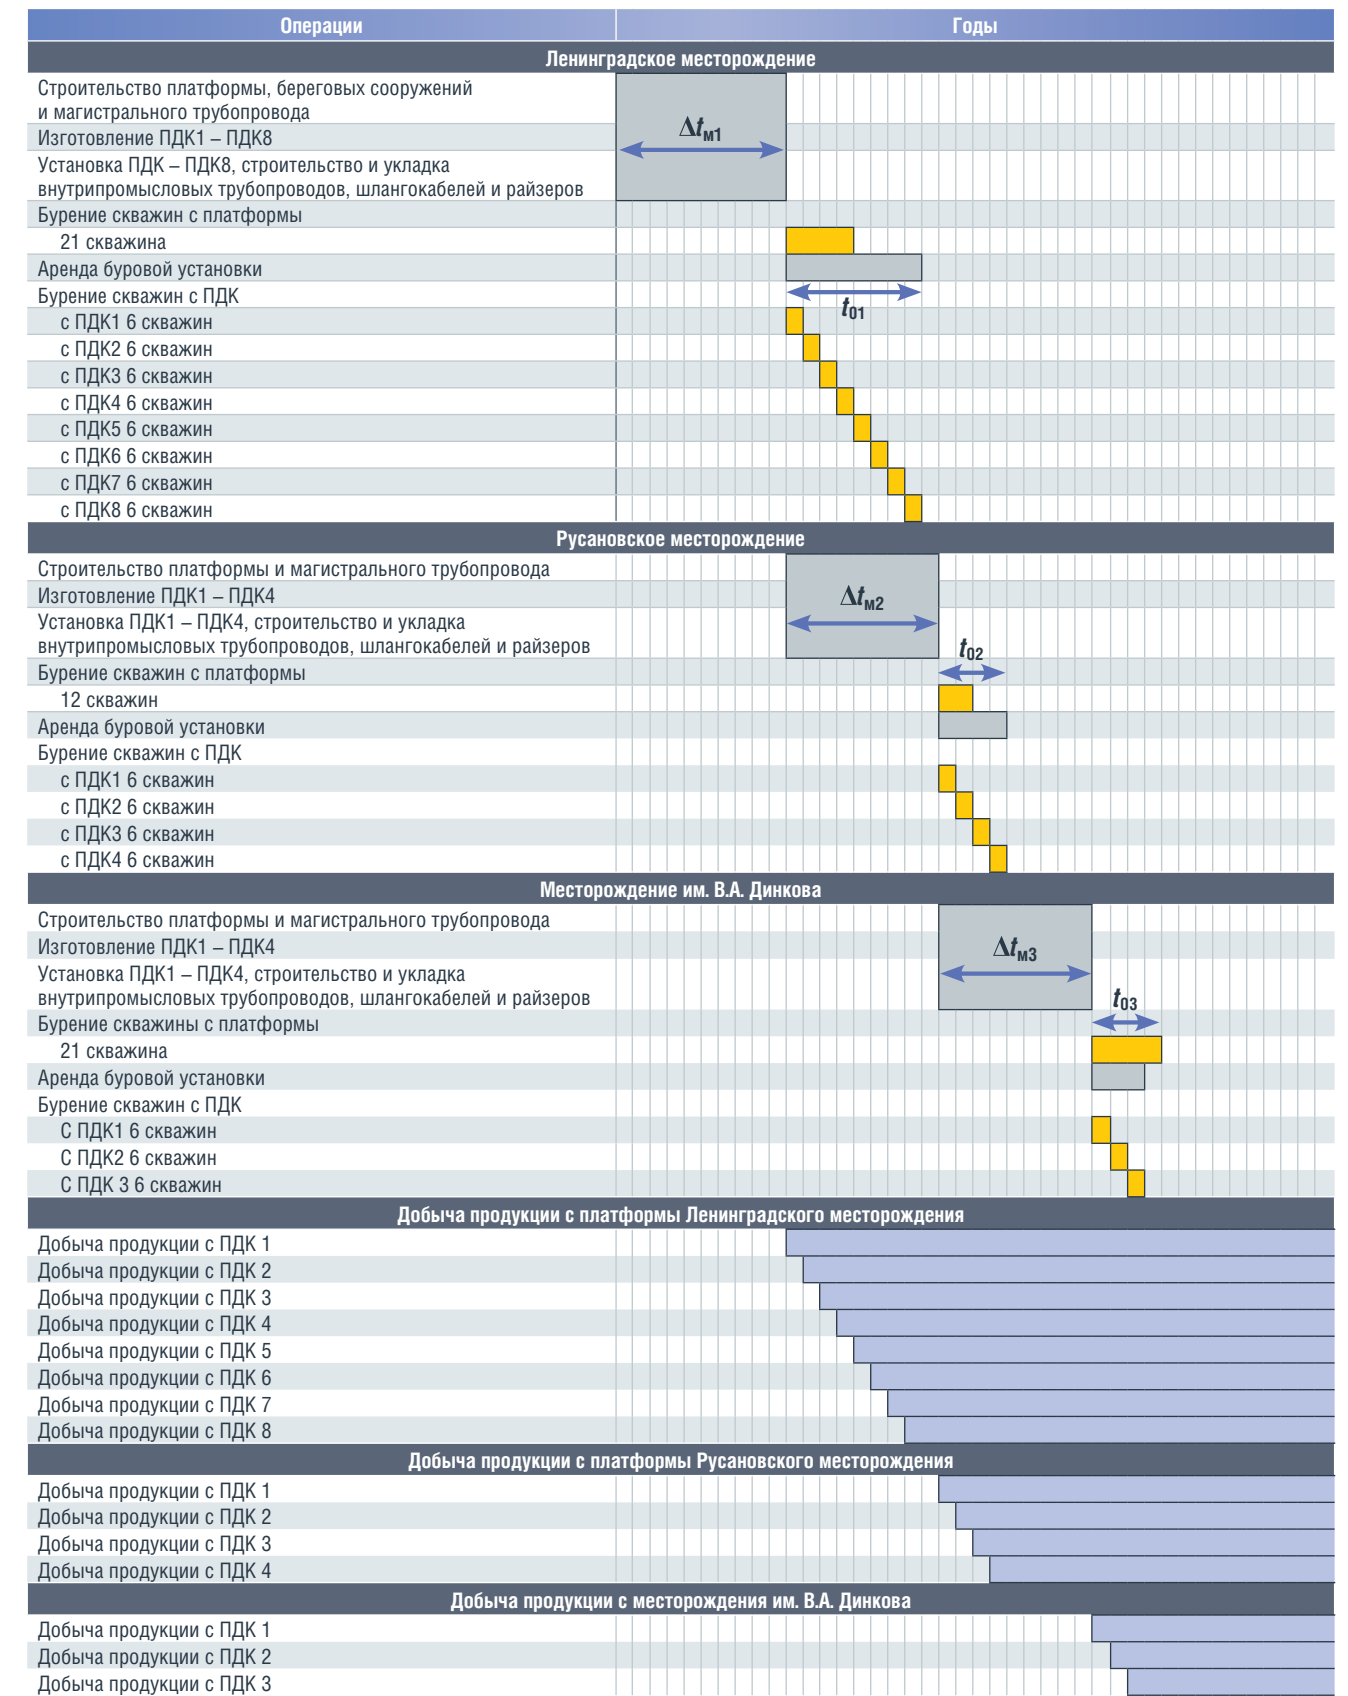 Операции Годы
Ленинградское месторождение
Строительство платформы, береговых сооружений
и магистрального трубопровода
Изготовление ПДК1 – ПДК8
Δtм1
Установка ПДК – ПДК8, строительство и укладка
внутрипромысловых трубопроводов, шлангокабелей и райзеров
Бурение скважин с платформы
21 скважина
Аренда буровой установки
Бурение скважин с ПДК
t01
с ПДК1 6 скважин
с ПДК2 6 скважин
с ПДК3 6 скважин
с ПДК4 6 скважин
с ПДК5 6 скважин
с ПДК6 6 скважин
с ПДК7 6 скважин
с ПДК8 6 скважин
Русановское месторождение
Строительство платформы и магистрального трубопровода
Изготовление ПДК1 – ПДК4
Δtм2
Установка ПДК1 – ПДК4, строительство и укладка
внутрипромысловых трубопроводов, шлангокабелей и райзеров
t02
Бурение скважин с платформы
12 скважин
Аренда буровой установки
Бурение скважин с ПДК
с ПДК1 6 скважин
с ПДК2 6 скважин
с ПДК3 6 скважин
с ПДК4 6 скважин
Месторождение им. В.А. Динкова
Строительство платформы и магистрального трубопровода
Изготовление ПДК1 – ПДК4
Δtм3
Установка ПДК1 – ПДК4, строительство и укладка
внутрипромысловых трубопроводов, шлангокабелей и райзеров
t03
Бурение скважины с платформы
21 скважина
Аренда буровой установки
Бурение скважин с ПДК
С ПДК1 6 скважин
С ПДК2 6 скважин
С ПДК 3 6 скважин
Добыча продукции с платформы Ленинградского месторождения
Добыча продукции с ПДК 1
Добыча продукции с ПДК 2
Добыча продукции с ПДК 3
Добыча продукции с ПДК 4
Добыча продукции с ПДК 5
Добыча продукции с ПДК 6
Добыча продукции с ПДК 7
Добыча продукции с ПДК 8
Добыча продукции с платформы Русановского месторождения
Добыча продукции с ПДК 1
Добыча продукции с ПДК 2
Добыча продукции с ПДК 3
Добыча продукции с ПДК 4
Добыча продукции с месторождения им. В.А. Динкова
Добыча продукции с ПДК 1
Добыча продукции с ПДК 2
Добыча продукции с ПДК 3